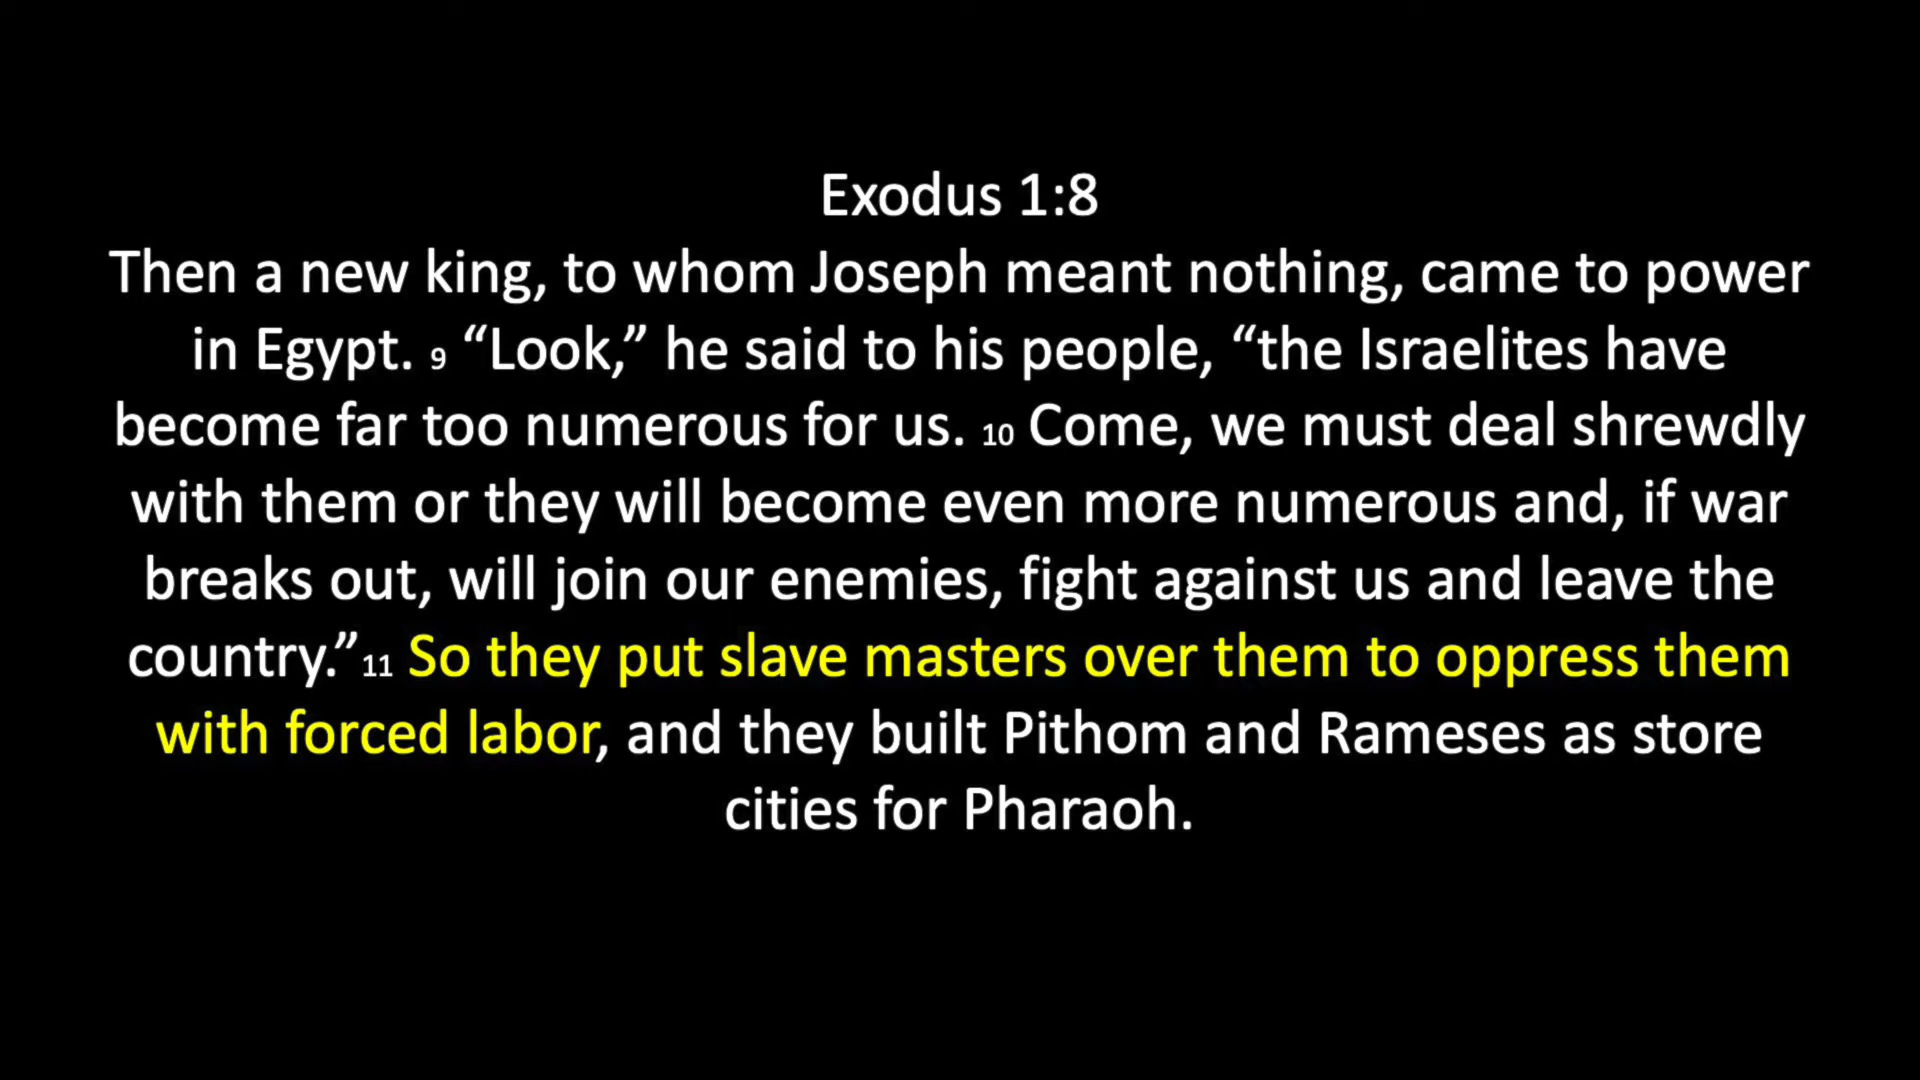 Exodus 1:8
Then a new king, to whom Joseph meant nothing, came to power
in Egypt. 9 “Look,” he said to his people, “the Israelites have
become far too numerous for us. 10 Come, we must deal shrewdly
with them or they will become even more numerous and, if war
breaks out, will join our enemies, fight against us and leave the
country.”11 So they put slave masters over them to oppress them
with forced labor, and they built Pithom and Rameses as store
cities for Pharaoh.